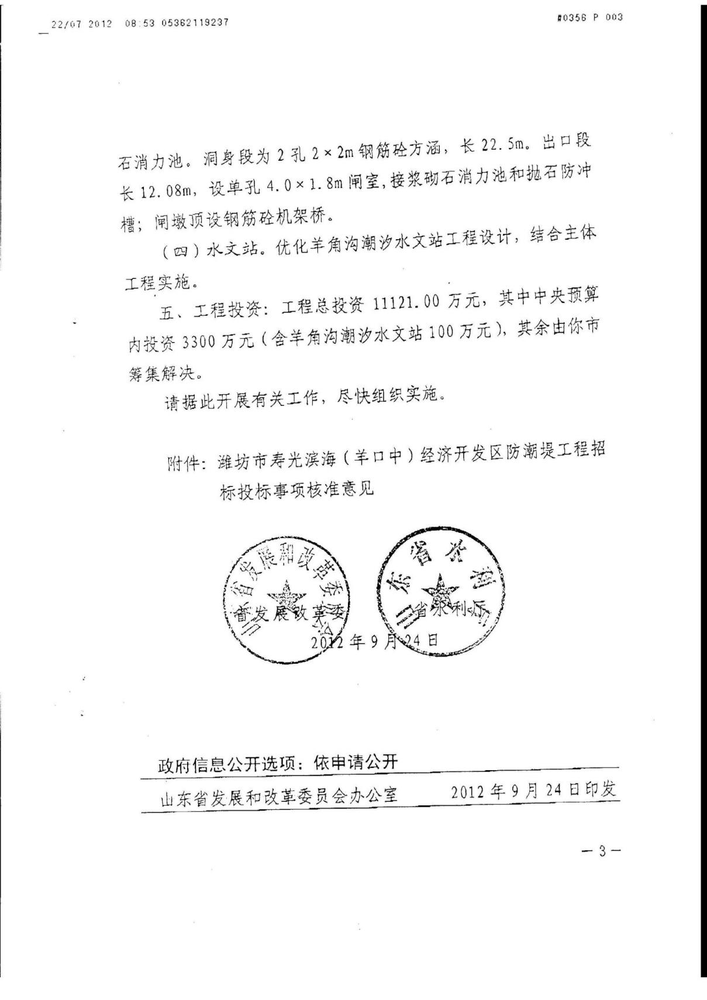 22/07 2012 08:53 05362119237
#0356 P 003
石消力池。洞身段为 2 孔 2×2m 钢筋砼方涵，长 22.5m。出口段
长 12.08m，设单孔 4.0×1.8m 闸室,接浆砌石消力池和抛石防冲
槽；闸墩顶设钢筋砼机架桥。
（四）水文站。优化羊角沟潮汐水文站工程设计，结合主体
工程实施。
五、工程投资：工程总投资 11121.00 万元，其中中央预算
内投资 3300 万元（含羊角沟潮汐水文站 100 万元），其余由你市
筹集解决。
请据此开展有关工作，尽快组织实施。
附件：潍坊市寿光滨海（羊口中）经济开发区防潮堤工程招
标投标事项核准意见
山东省发展和改革委员会
山东省水利厅
省发展改革委
省水利厅
2012 年 9 月 24 日
政府信息公开选项：依申请公开
山东省发展和改革委员会办公室
2012 年 9 月 24 日印发
— 3 —